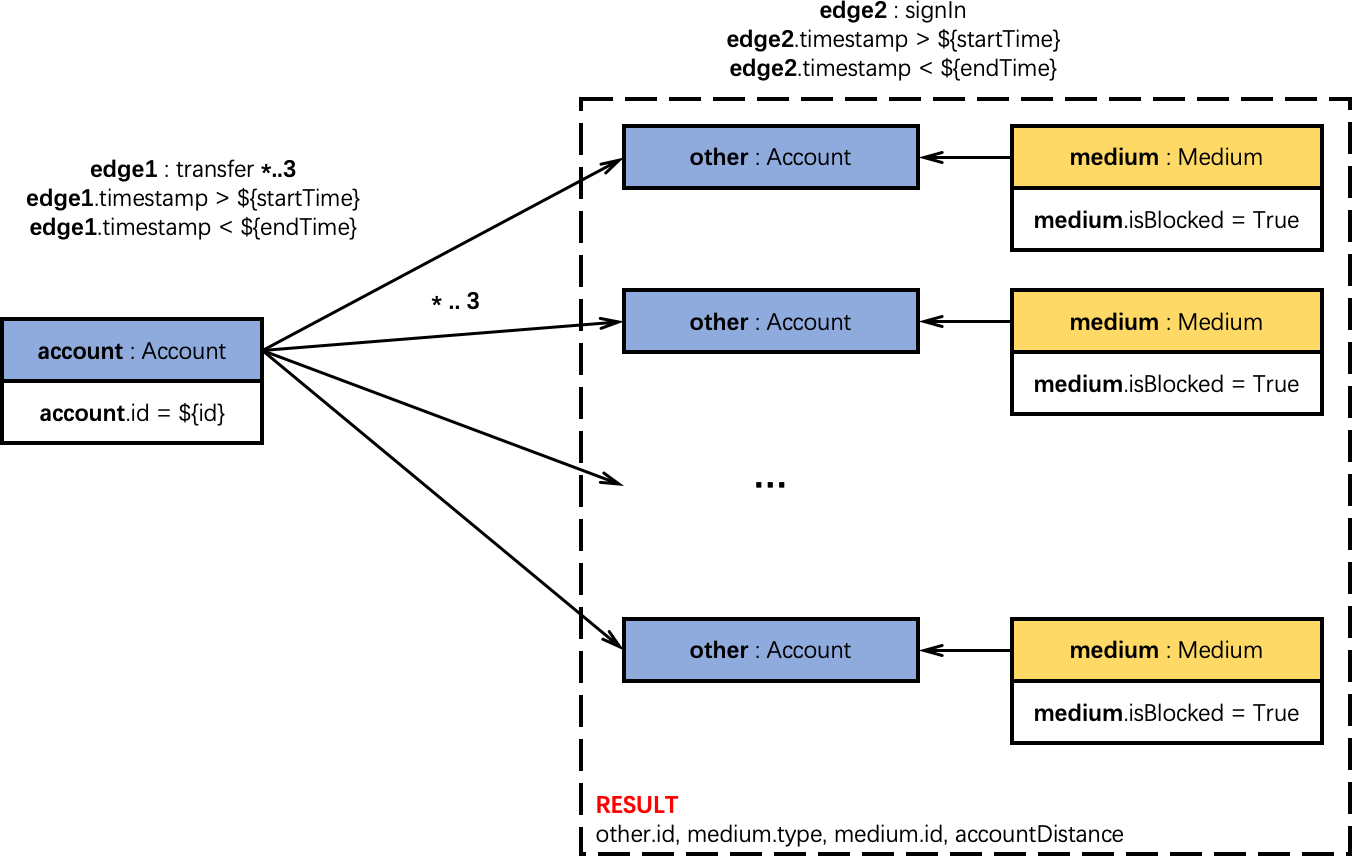 edge2 : signIn
edge2.timestamp > ${startTime}
edge2.timestamp < ${endTime}
edge1 : transfer *..3
edge1.timestamp > ${startTime}
edge1.timestamp < ${endTime}
other : Account
medium : Medium
medium.isBlocked = True
* .. 3
other : Account
medium : Medium
medium.isBlocked = True
account : Account
account.id = ${id}
...
other : Account
medium : Medium
medium.isBlocked = True
RESULT
other.id, medium.type, medium.id, accountDistance